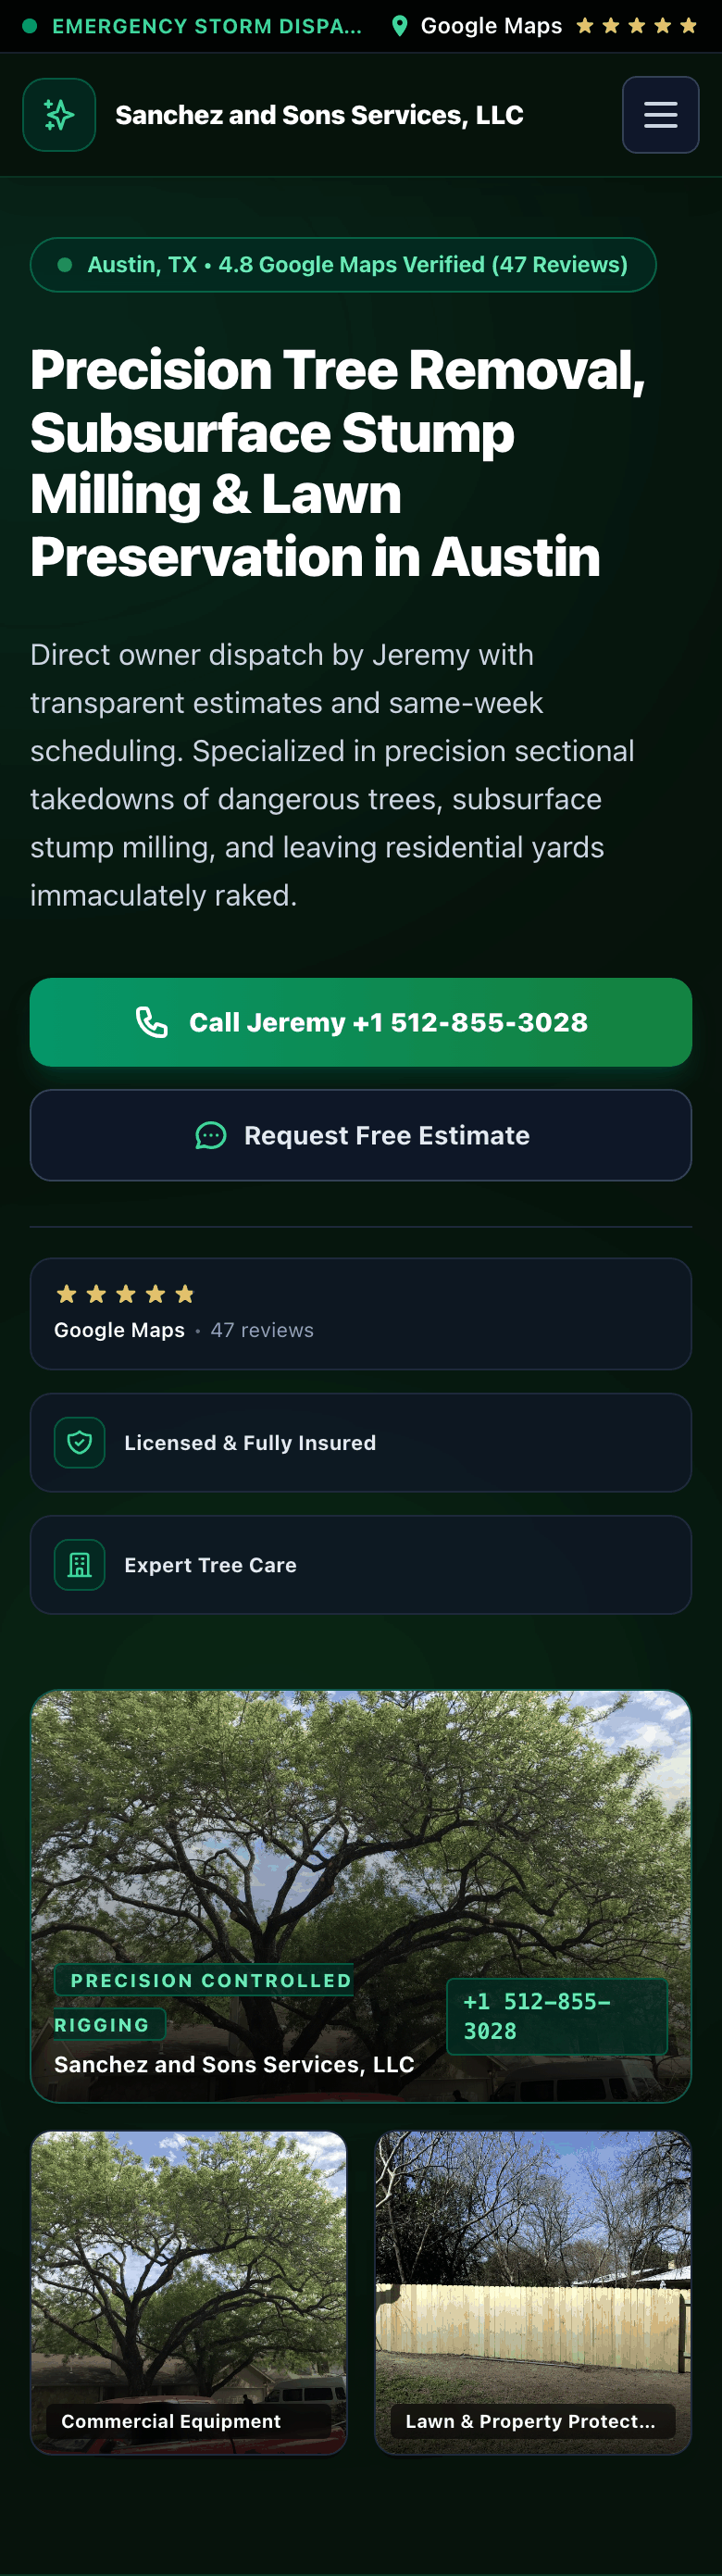 EMERGENCY STORM DISPA...
Google Maps
Sanchez and Sons Services, LLC
Austin, TX • 4.8 Google Maps Verified (47 Reviews)
Precision Tree Removal,
Subsurface Stump
Milling & Lawn
Preservation in Austin
Direct owner dispatch by Jeremy with
transparent estimates and same-week
scheduling. Specialized in precision sectional
takedowns of dangerous trees, subsurface
stump milling, and leaving residential yards
immaculately raked.
Call Jeremy +1 512-855-3028
Request Free Estimate
Google Maps • 47 reviews
Licensed & Fully Insured
Expert Tree Care
PRECISION CONTROLLED
RIGGING
Sanchez and Sons Services, LLC
+1 512-855-
3028
Commercial Equipment
Lawn & Property Protect...